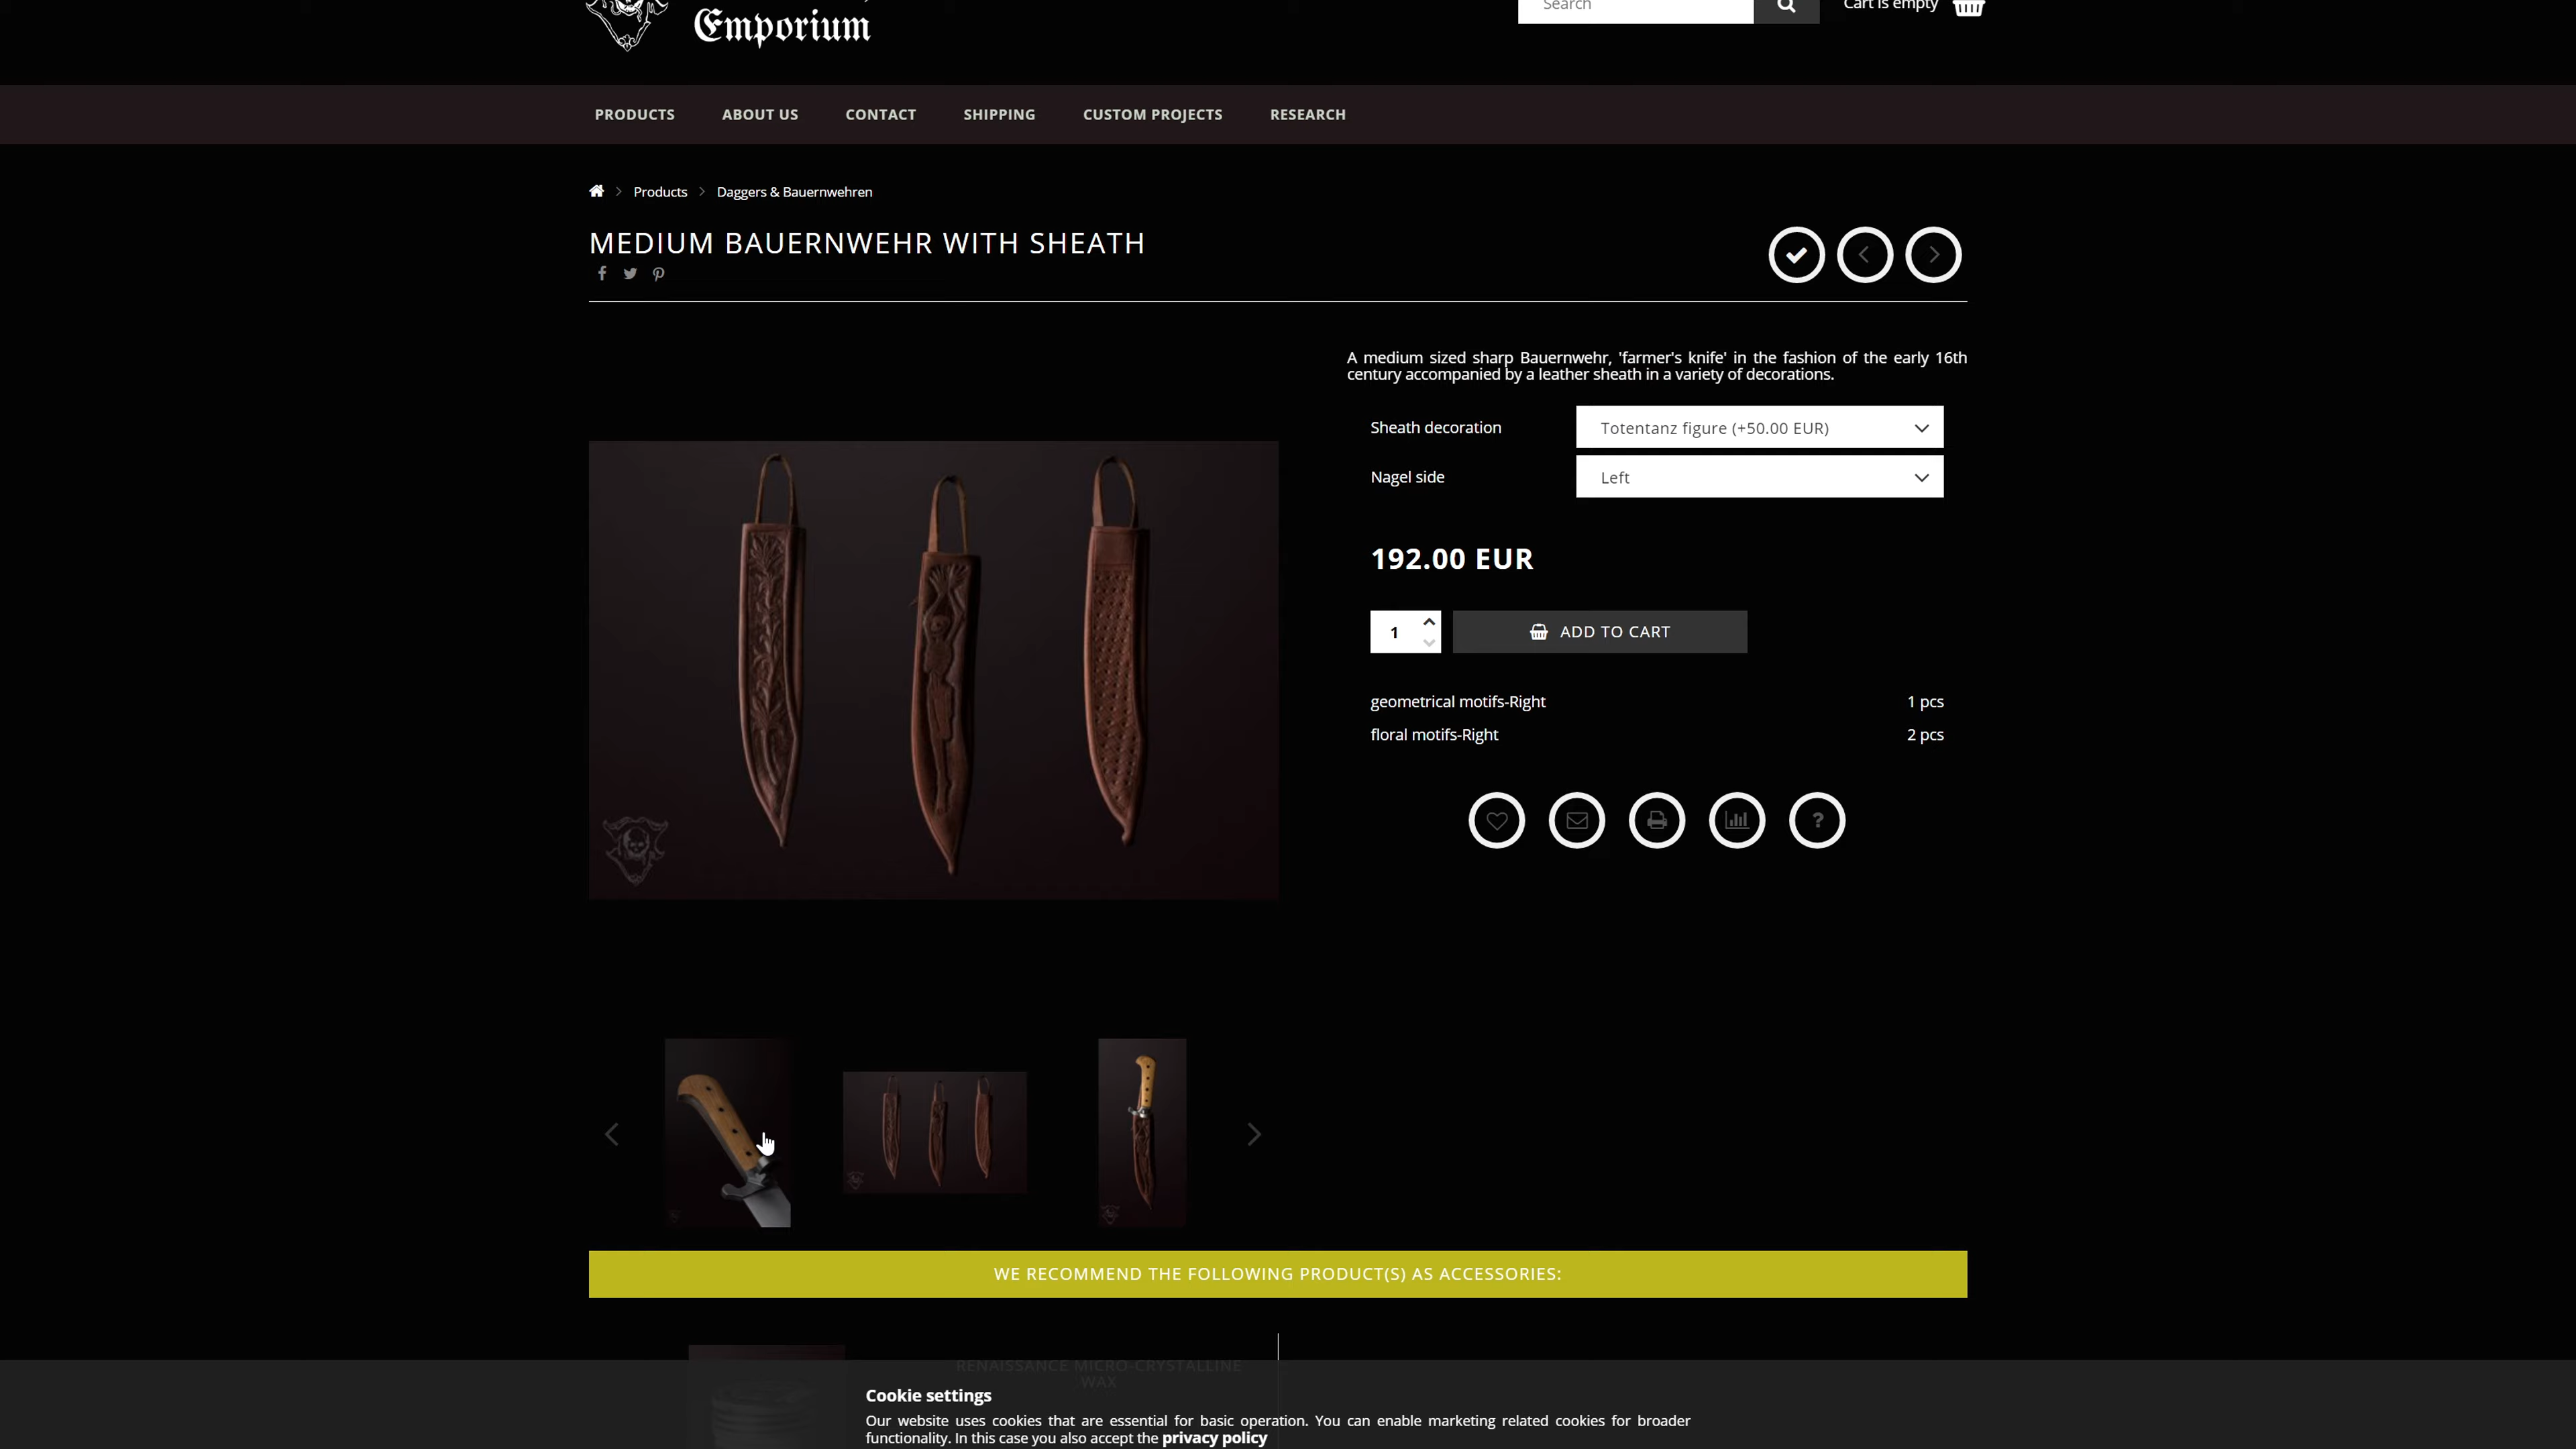 Emporium
Search
Cart is empty
PRODUCTS
ABOUT US
CONTACT
SHIPPING
CUSTOM PROJECTS
RESEARCH
Products
Daggers & Bauernwehren
MEDIUM BAUERNWEHR WITH SHEATH
A medium sized sharp Bauernwehr, 'farmer's knife' in the fashion of the early 16th
century accompanied by a leather sheath in a variety of decorations.
Sheath decoration
Totentanz figure (+50.00 EUR)
Nagel side
Left
192.00 EUR
1
ADD TO CART
geometrical motifs-Right
1 pcs
floral motifs-Right
2 pcs
?
WE RECOMMEND THE FOLLOWING PRODUCT(S) AS ACCESSORIES:
RENAISSANCE MICRO-CRYSTALLINE
WAX
Cookie settings
Our website uses cookies that are essential for basic operation. You can enable marketing related cookies for broader
functionality. In this case you also accept the privacy policy